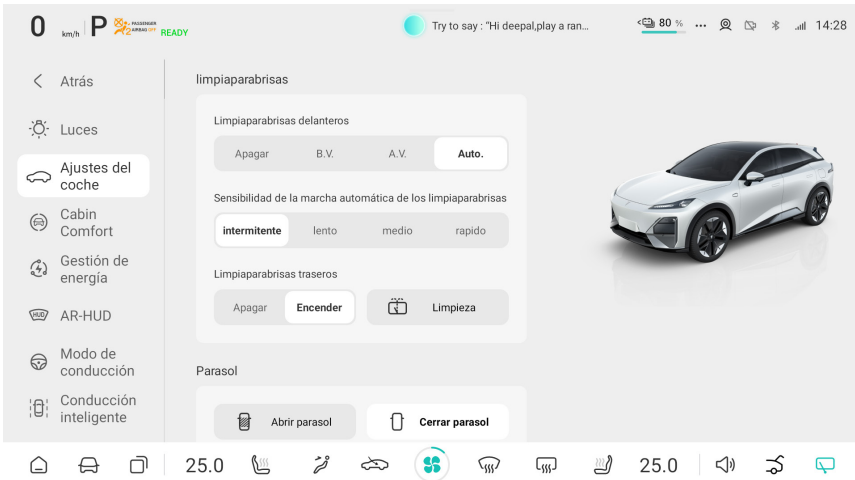 0 km/h P PASSENGER
AIRBAG OFF READY
Try to say : "Hi deepal,play a ran...
80 % ... 14:28
Atrás
Luces
Ajustes del
coche
Cabin
Comfort
Gestión de
energía
HUD AR-HUD
Modo de
conducción
Conducción
inteligente
limpiaparabrisas
Limpiaparabrisas delanteros
Apagar B.V. A.V. Auto.
Sensibilidad de la marcha automática de los limpiaparabrisas
intermitente lento medio rapido
Limpiaparabrisas traseros
Apagar Encender Limpieza
Parasol
Abrir parasol Cerrar parasol
25.0 25.0